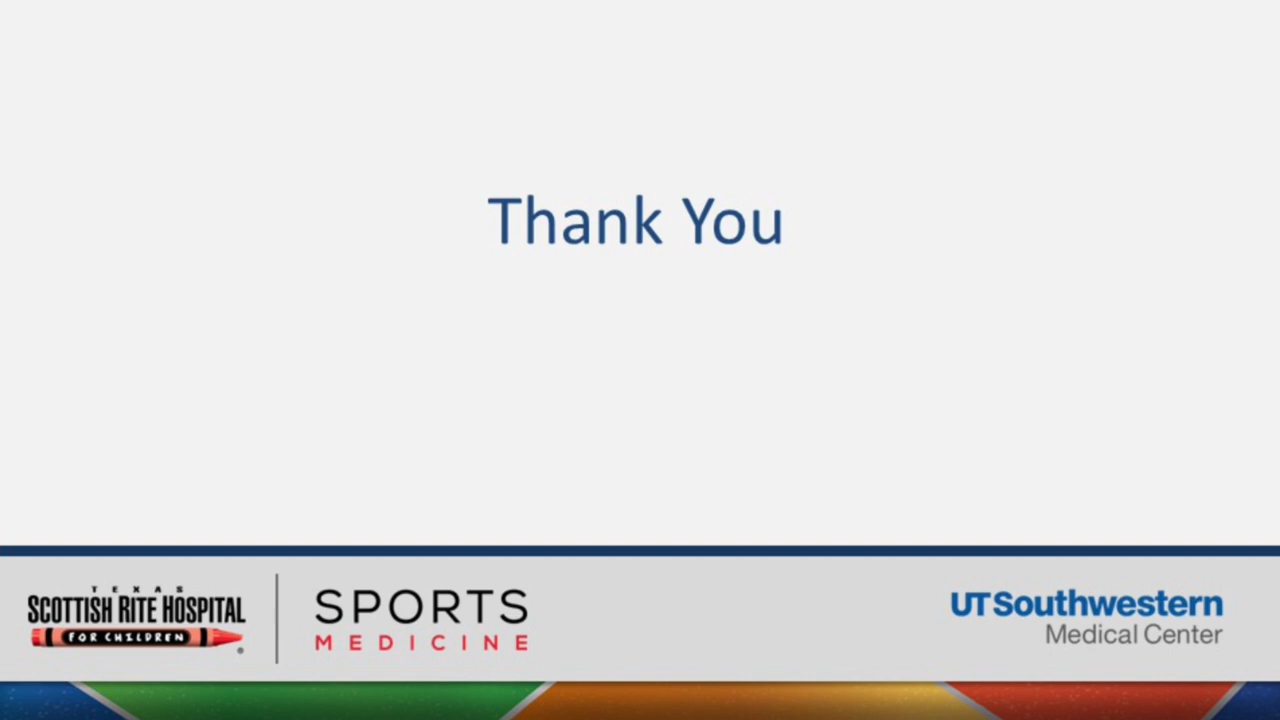 Thank You
TEXAS
SCOTTISH RITE HOSPITAL
FOR CHILDREN
®
SPORTS
MEDICINE
UTSouthwestern
Medical Center